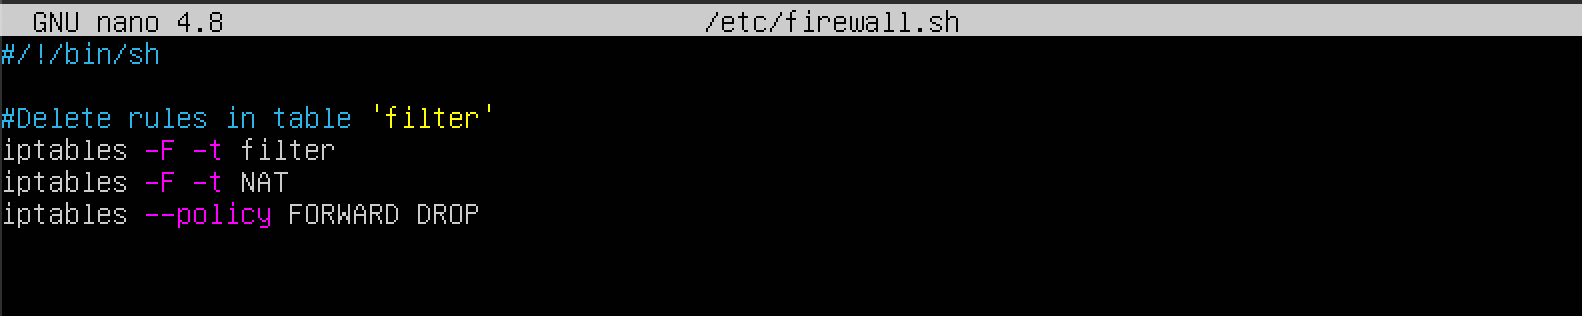 GNU nano 4.8 /etc/firewall.sh
#/!/bin/sh
#Delete rules in table 'filter'
iptables -F -t filter
iptables -F -t NAT
iptables --policy FORWARD DROP